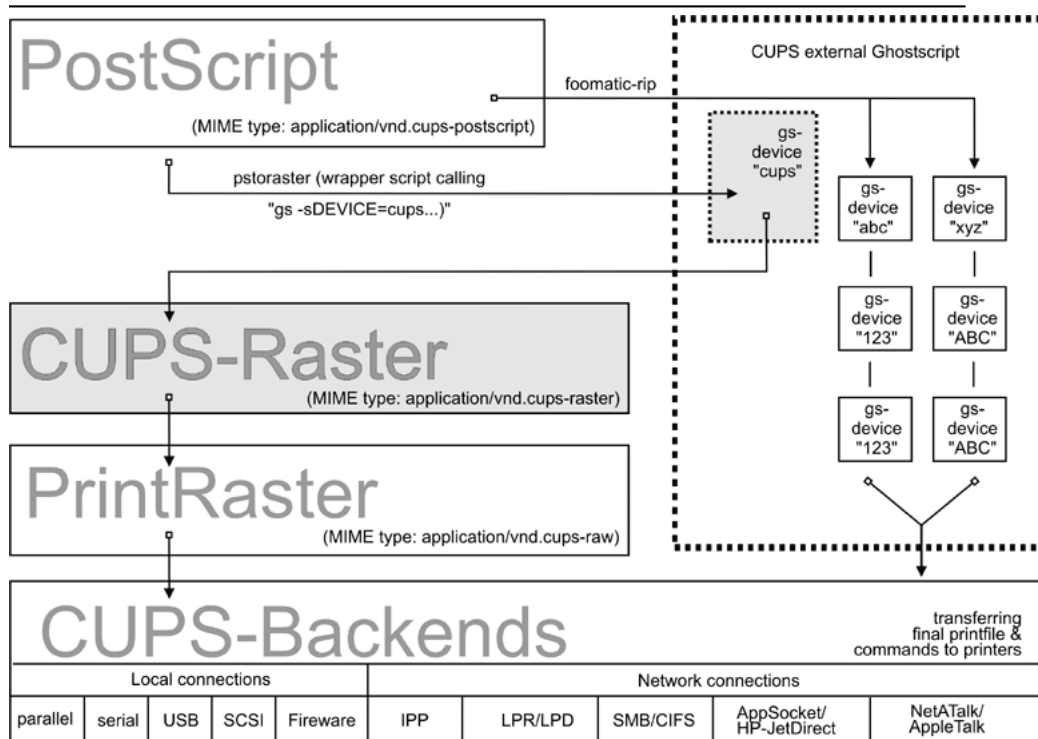 PostScript
(MIME type: application/vnd.cups-postscript)
foomatic-rip
CUPS external Ghostscript
pstoraster (wrapper script calling
"gs -sDEVICE=cups...)"
gs-
device
"cups"
gs-
device
"abc"
gs-
device
"xyz"
gs-
device
"123"
gs-
device
"ABC"
gs-
device
"123"
gs-
device
"ABC"
CUPS-Raster
(MIME type: application/vnd.cups-raster)
PrintRaster
(MIME type: application/vnd.cups-raw)
CUPS-Backends
transferring
final printfile &
commands to printers
Local connections
Network connections
parallel
serial
USB
SCSI
Fireware
IPP
LPR/LPD
SMB/CIFS
AppSocket/
HP-JetDirect
NetATalk/
AppleTalk